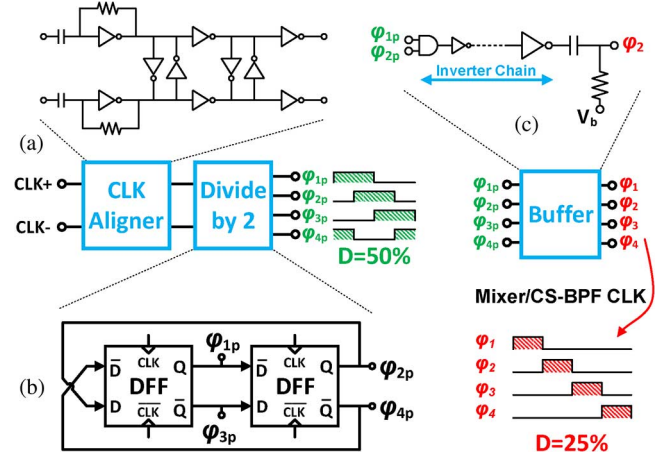 φ1p
φ2p
φ2
Inverter Chain
Vb
(a)
(c)
CLK+
CLK-
CLK
Aligner
Divide
by 2
φ1p
φ2p
φ3p
φ4p
D=50%
φ1p
φ2p
φ3p
φ4p
Buffer
φ1
φ2
φ3
φ4
Mixer/CS-BPF CLK
(b)
D̅ CLK Q
DFF
D C̅L̅K̅ Q̅
φ1p
φ3p
D̅ CLK Q
DFF
D C̅L̅K̅ Q̅
φ2p
φ4p
φ1
φ2
φ3
φ4
D=25%